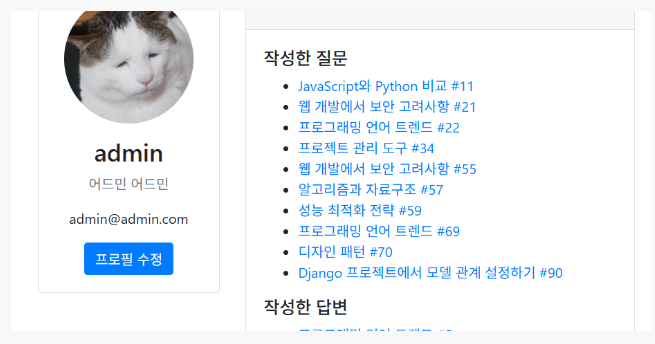 admin
어드민 어드민
admin@admin.com
프로필 수정
작성한 질문
JavaScript와 Python 비교 #11
웹 개발에서 보안 고려사항 #21
프로그래밍 언어 트렌드 #22
프로젝트 관리 도구 #34
웹 개발에서 보안 고려사항 #55
알고리즘과 자료구조 #57
성능 최적화 전략 #59
프로그래밍 언어 트렌드 #69
디자인 패턴 #70
Django 프로젝트에서 모델 관계 설정하기 #90
작성한 답변